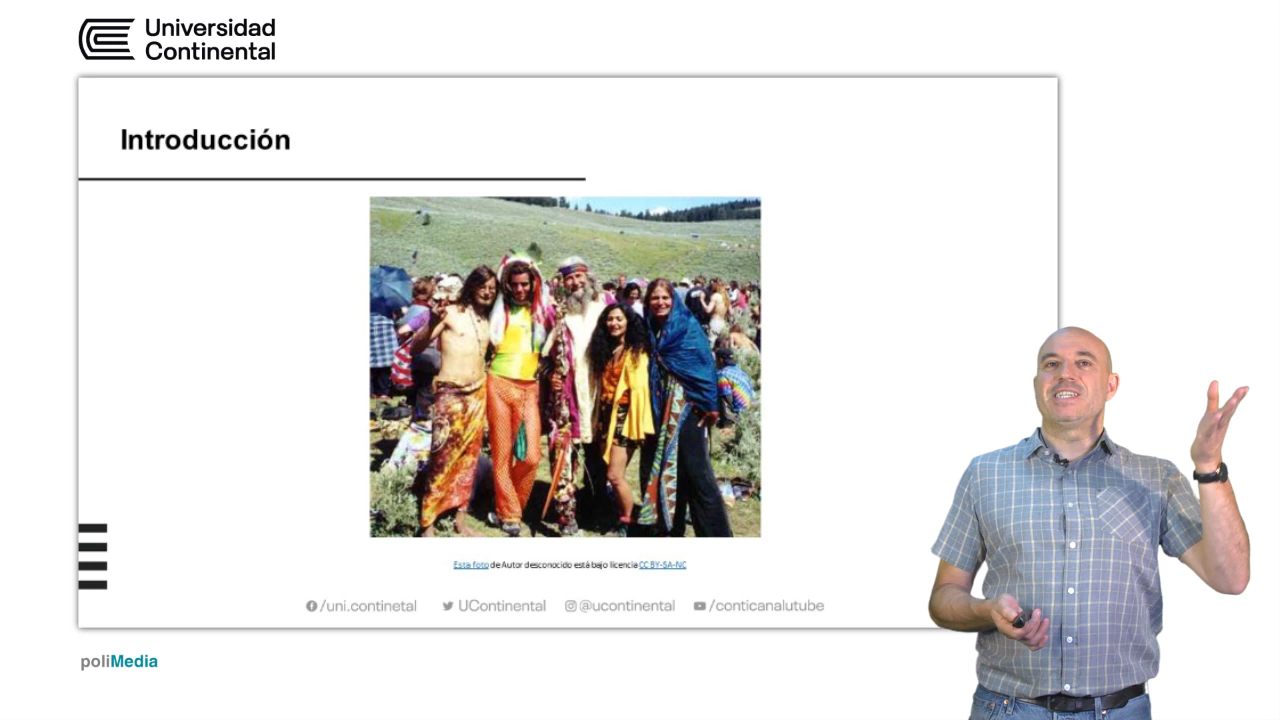 Universidad
Continental
Introducción
Esta foto de Autor desconocido está bajo licencia CC BY-SA-NC
/uni.continetal UContinental @ucontinental /conticanalutube
poliMedia